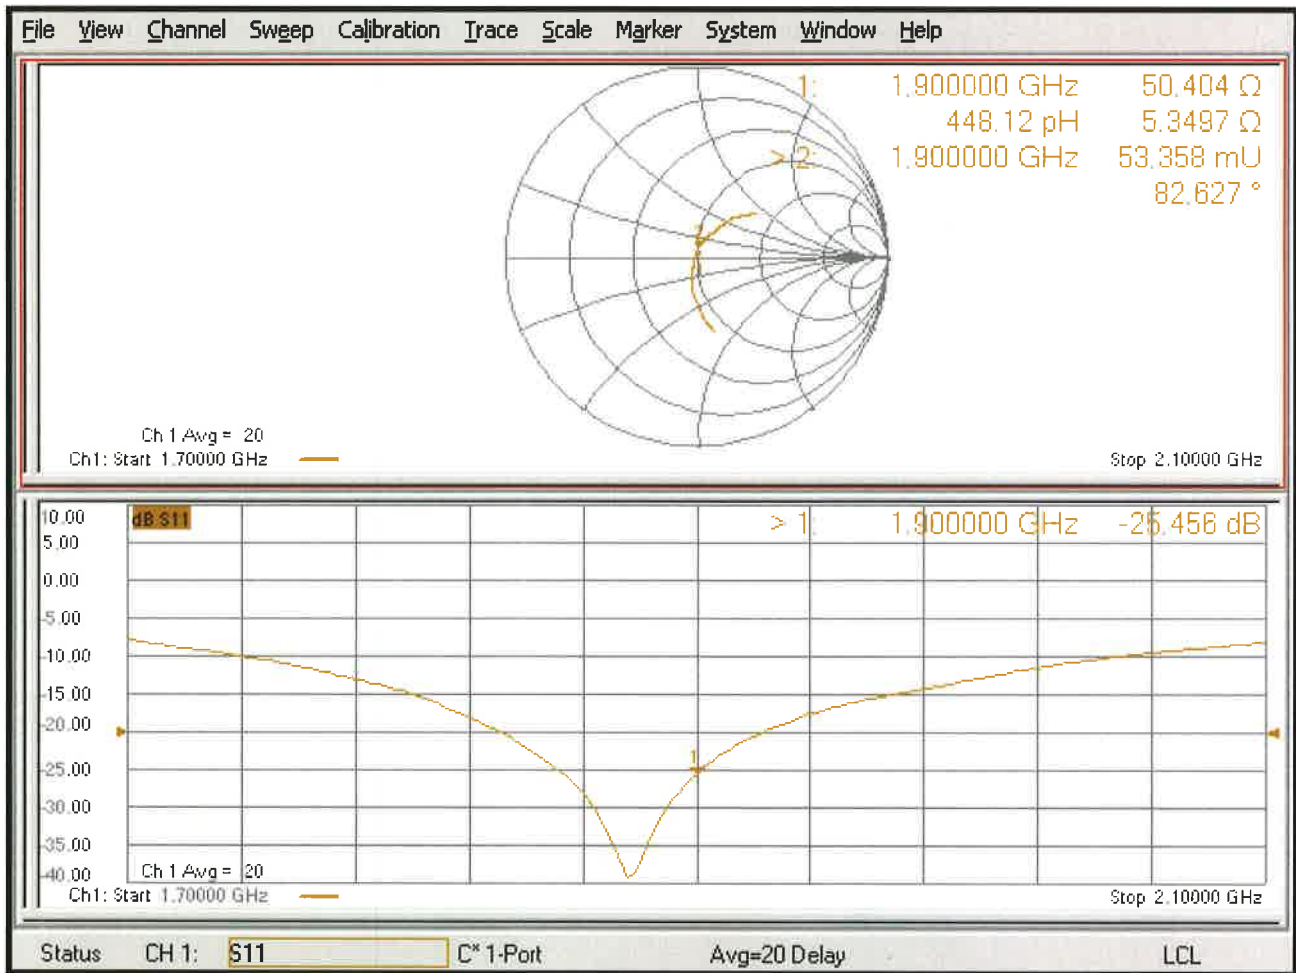 File View Channel Sweep Calibration Trace Scale Marker System Window Help
1: 1.900000 GHz 50.404 Ω
448.12 pH 5.3497 Ω
> 2: 1.900000 GHz 53.358 mU
82.627 °
2
Ch 1 Avg = 20
Ch1: Start 1.70000 GHz Stop 2.10000 GHz
10.00 dB S11 > 1: 1.900000 GHz -25.456 dB
5.00
0.00
-5.00
-10.00
-15.00
-20.00
1
-25.00
-30.00
-35.00
-40.00 Ch 1 Avg = 20
Ch1: Start 1.70000 GHz Stop 2.10000 GHz
Status CH 1: S11 C* 1-Port Avg=20 Delay LCL